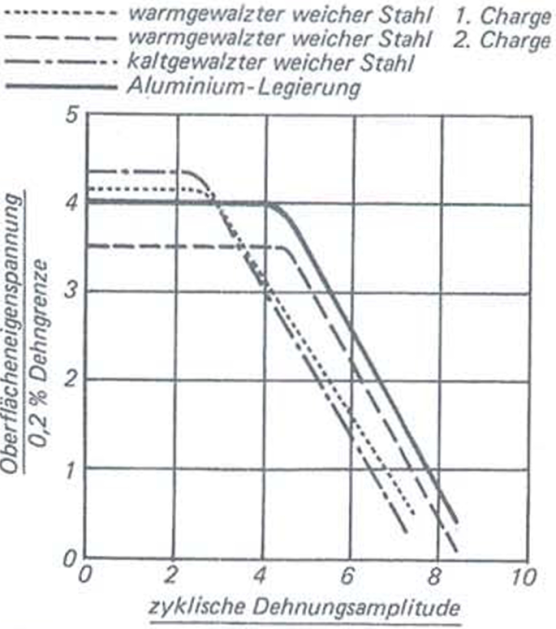 warmgewalzter weicher Stahl 1. Charge
warmgewalzter weicher Stahl 2. Charge
kaltgewalzter weicher Stahl
Aluminium-Legierung
Oberflächeneigenspannung
0,2 % Dehngrenze
5
4
3
2
1
0
0 2 4 6 8 10
zyklische Dehnungsamplitude